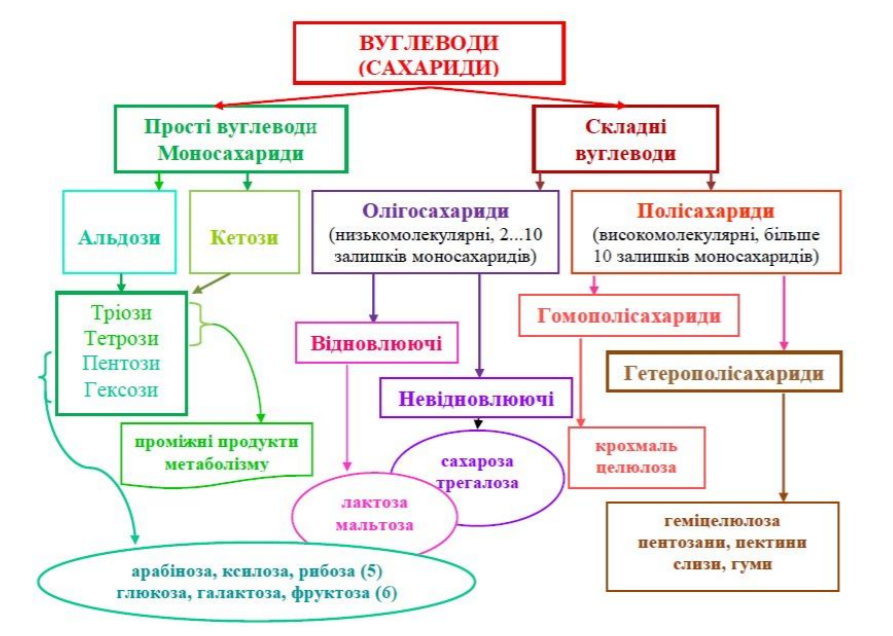 ВУГЛЕВОДИ
(САХАРИДИ)
Прості вуглеводи
Моносахариди
Складні
вуглеводи
Альдози
Кетози
Олігосахариди
(низькомолекулярні, 2...10
залишків моносахаридів)
Полісахариди
(високомолекулярні, більше
10 залишків моносахаридів)
Тріози
Тетрози
Пентози
Гексози
Відновлюючі
Гомополісахариди
Невідновлюючі
Гетерополісахариди
проміжні продукти
метаболізму
сахароза
трегалоза
крохмаль
целюлоза
лактоза
мальтоза
геміцелюлоза
пентозани, пектини
слизи, гуми
арабіноза, ксилоза, рибоза (5)
глюкоза, галактоза, фруктоза (6)